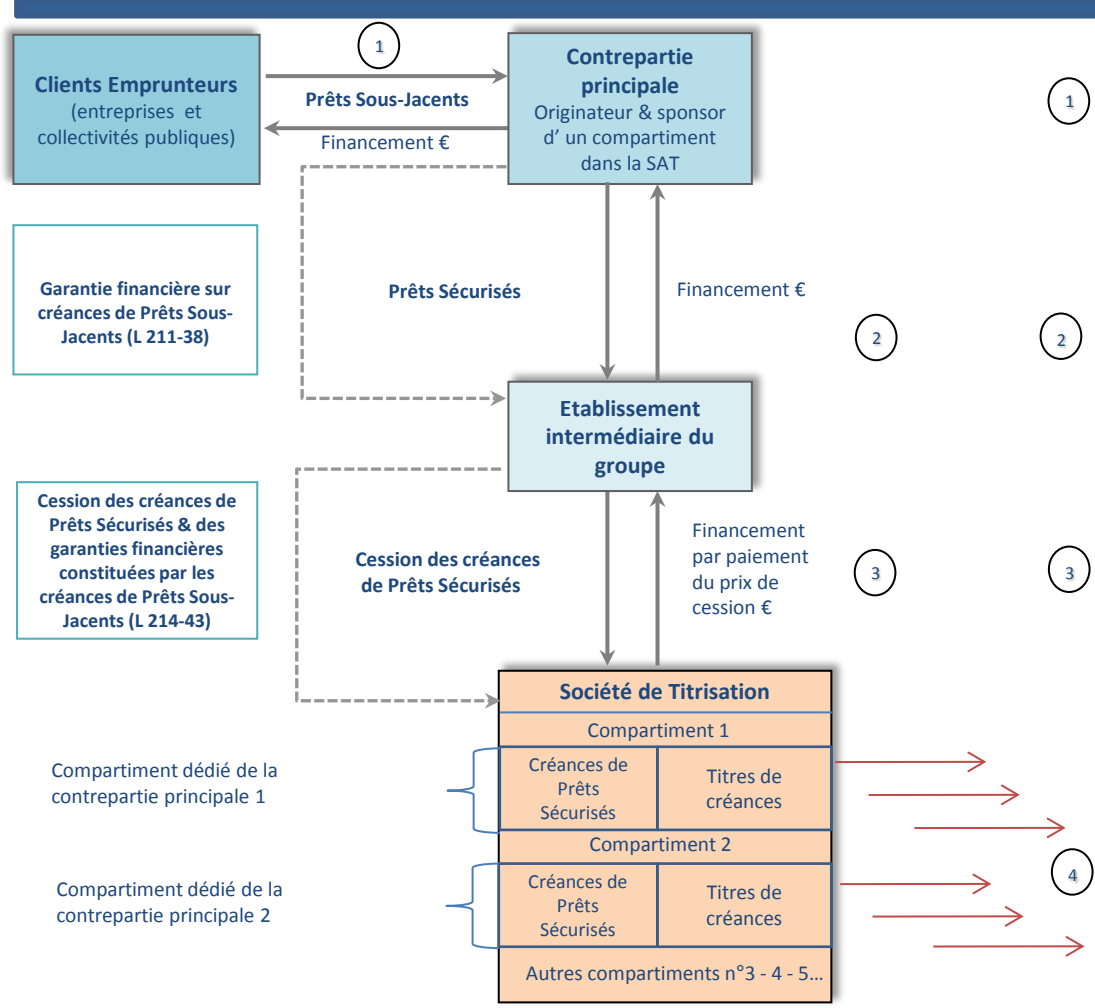 1
Clients Emprunteurs
(entreprises et
collectivités publiques)
Prêts Sous-Jacents
Financement €
Contrepartie
principale
Originateur & sponsor
d’ un compartiment
dans la SAT
1
Garantie financière sur
créances de Prêts Sous-
Jacents (L 211-38)
Prêts Sécurisés
Financement €
2
2
Etablissement
intermédiaire du
groupe
Cession des créances de
Prêts Sécurisés & des
garanties financières
constituées par les
créances de Prêts Sous-
Jacents (L 214-43)
Cession des créances
de Prêts Sécurisés
Financement
par paiement
du prix de
cession €
3
3
Société de Titrisation
Compartiment 1
Compartiment dédié de la
contrepartie principale 1
Créances de
Prêts
Sécurisés
Titres de
créances
Compartiment 2
Compartiment dédié de la
contrepartie principale 2
Créances de
Prêts
Sécurisés
Titres de
créances
4
Autres compartiments n°3 - 4 - 5...